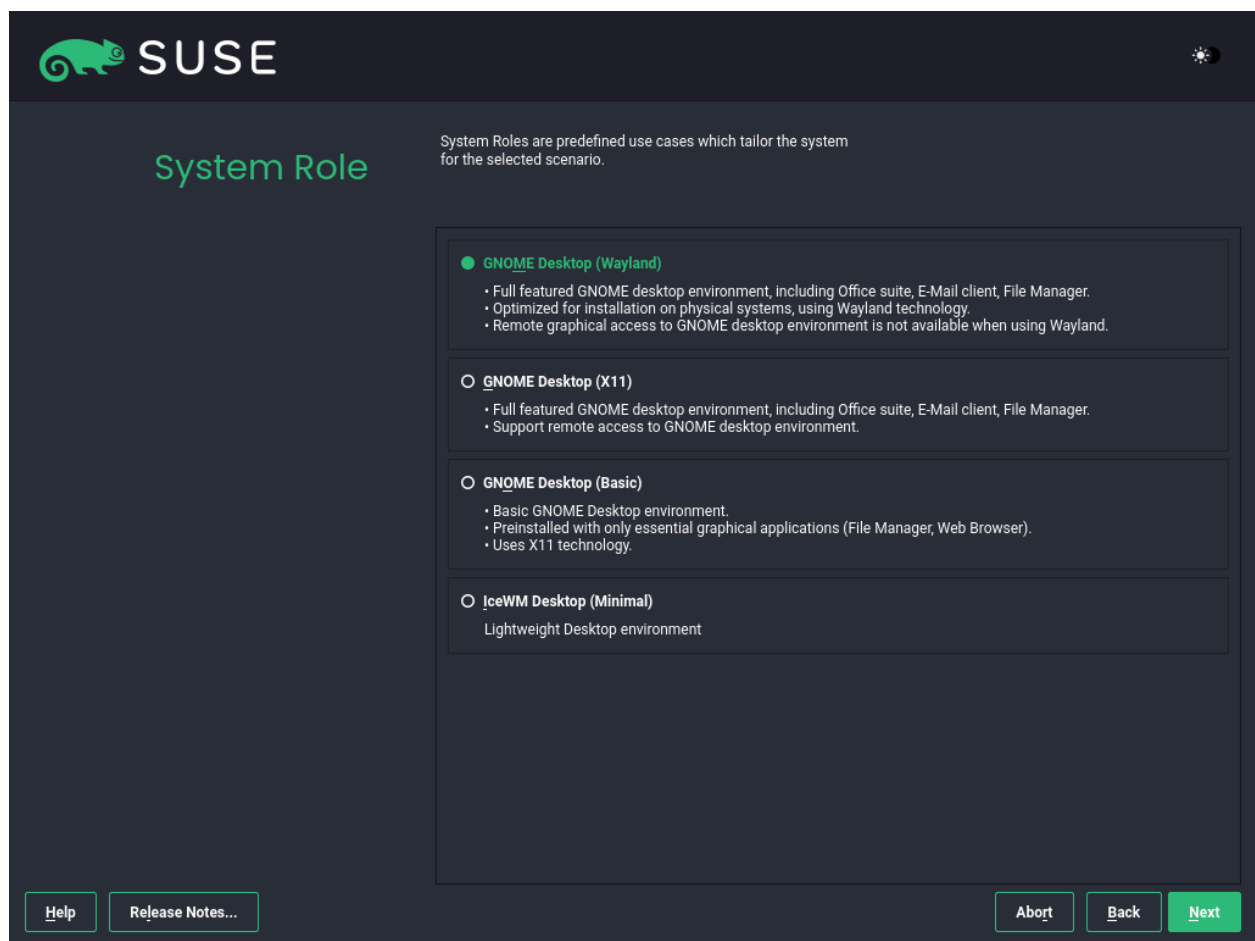 SUSE
System Role
System Roles are predefined use cases which tailor the system
for the selected scenario.
GNOME Desktop (Wayland)
• Full featured GNOME desktop environment, including Office suite, E-Mail client, File Manager.
• Optimized for installation on physical systems, using Wayland technology.
• Remote graphical access to GNOME desktop environment is not available when using Wayland.
GNOME Desktop (X11)
• Full featured GNOME desktop environment, including Office suite, E-Mail client, File Manager.
• Support remote access to GNOME desktop environment.
GNOME Desktop (Basic)
• Basic GNOME Desktop environment.
• Preinstalled with only essential graphical applications (File Manager, Web Browser).
• Uses X11 technology.
IceWM Desktop (Minimal)
Lightweight Desktop environment
Help
Release Notes...
Abort
Back
Next